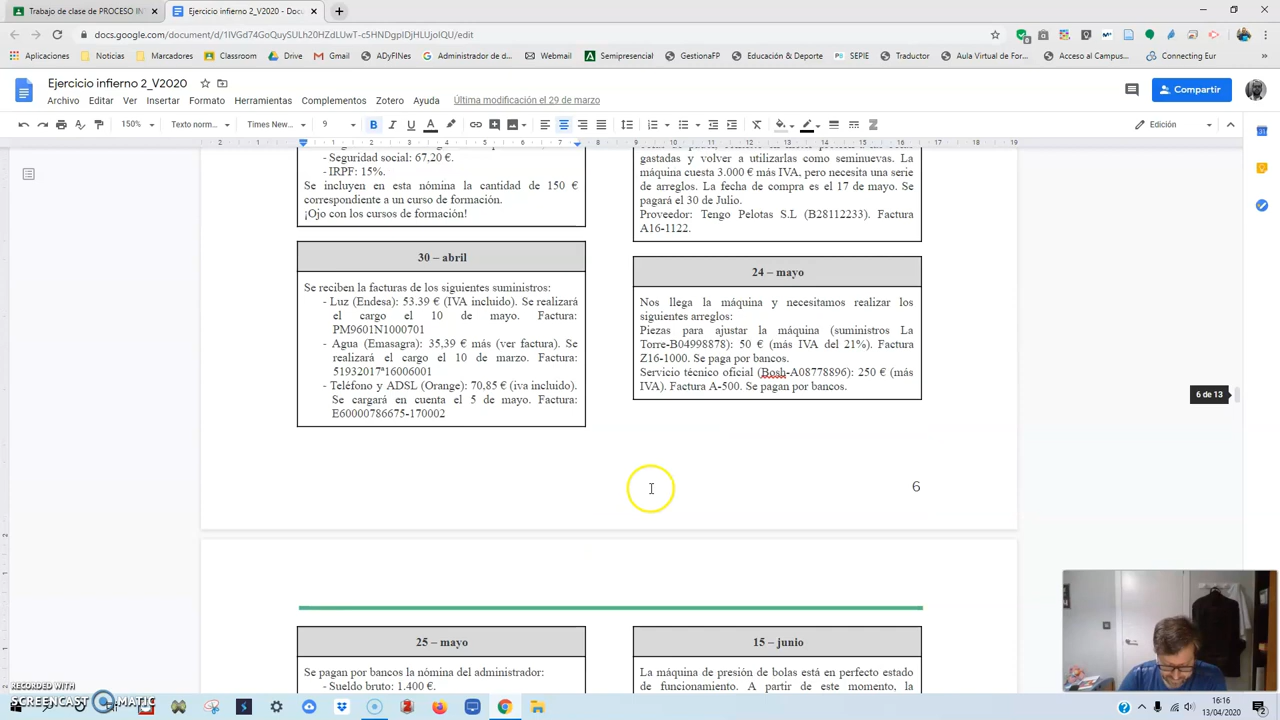 Trabajo de clase de PROCESO INT
Ejercicio infierno 2_V2020 - Docu
docs.google.com/document/d/1IVGd74GoQuySULh20HZdLUwT-c5HNDgpIDjHLUjoIQU/edit
Aplicaciones
Noticias
Marcadores
Classroom
Drive
Gmail
ADyFINes
Administrador de ...
Webmail
Semipresencial
GestionaFP
Educación & Deporte
SEPIE
Traductor
Aula Virtual de For...
Acceso al Campus...
Connecting Eur
Ejercicio infierno 2_V2020
Archivo Editar Ver Insertar Formato Herramientas Complementos Zotero Ayuda
Última modificación el 29 de marzo
Compartir
150%
Texto norm...
Times New...
9
Edición
- Seguridad social: 67,20 €.
- IRPF: 15%.
Se incluyen en esta nómina la cantidad de 150 €
correspondiente a un curso de formación.
¡Ojo con los cursos de formación!
30 – abril
Se reciben la facturas de los siguientes suministros:
- Luz (Endesa): 53.39 € (IVA incluido). Se realizará
el cargo el 10 de mayo. Factura:
PM9601N1000701
- Agua (Emasagra): 35,39 € más (ver factura). Se
realizará el cargo el 10 de marzo. Factura:
51932017ª16006001
- Teléfono y ADSL (Orange): 70,85 € (iva incluido).
Se cargará en cuenta el 5 de mayo. Factura:
E60000786675-170002
gastadas y volver a utilizarlas como seminuevas. La
máquina cuesta 3.000 € más IVA, pero necesita una serie
de arreglos. La fecha de compra es el 17 de mayo. Se
pagará el 30 de Julio.
Proveedor: Tengo Pelotas S.L (B28112233). Factura
A16-1122.
24 – mayo
Nos llega la máquina y necesitamos realizar los
siguientes arreglos:
Piezas para ajustar la máquina (suministros La
Torre-B04998878): 50 € (más IVA del 21%). Factura
Z16-1000. Se paga por bancos.
Servicio técnico oficial (Bosh-A08778896): 250 € (más
IVA). Factura A-500. Se pagan por bancos.
6 de 13
6
25 – mayo
Se pagan por bancos la nómina del administrador:
- Sueldo bruto: 1.400 €.
15 – junio
La máquina de presión de bolas está en perfecto estado
de funcionamiento. A partir de este momento, la
RECORDED WITH
SCREENCAST MATIC
16:16
13/04/2020